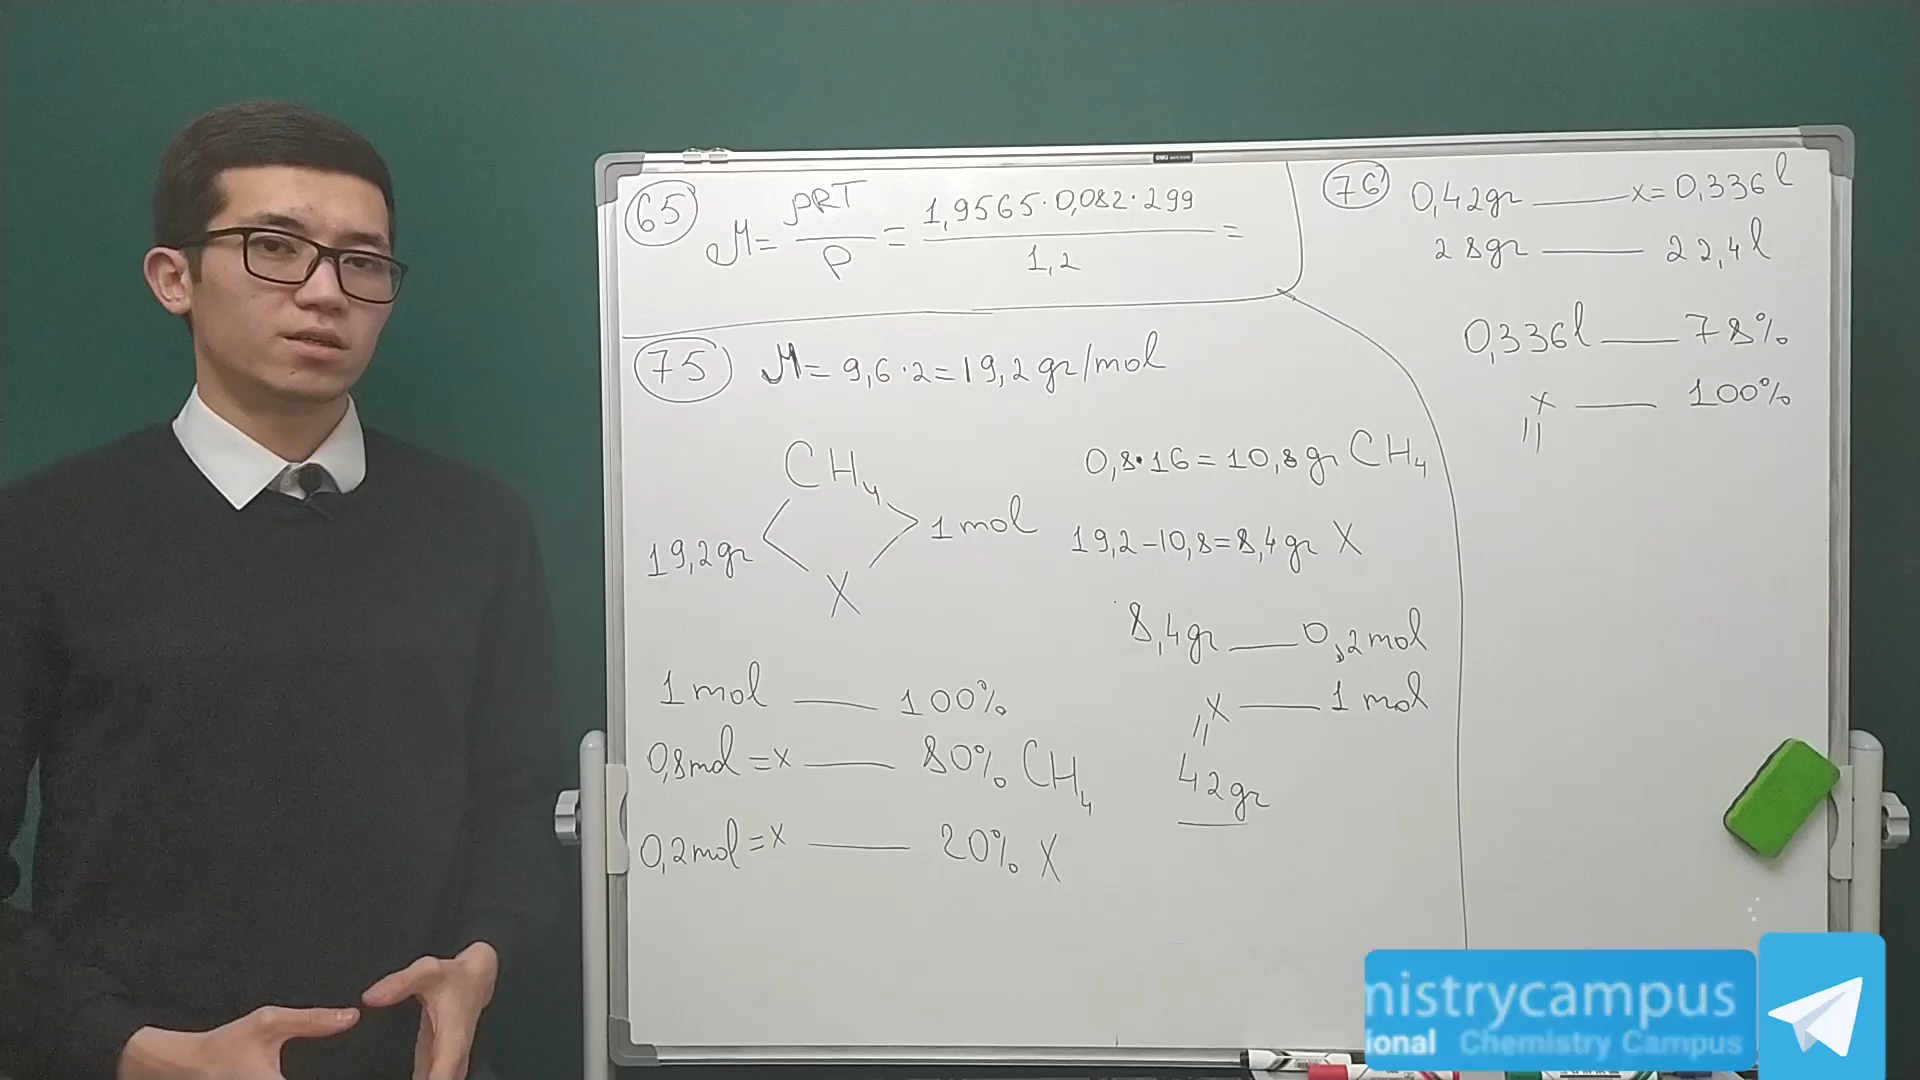 65
M = ρRT / P = 1,9565·0,082·299 / 1,2 =
75 M = 9,6·2 = 19,2 gr/mol
CH4
19,2gr 1 mol
X
1 mol — 100%
0,8mol = x — 80% CH4
0,2mol = x — 20% X
0,8·16 = 10,8 gr CH4
19,2 - 10,8 = 8,4 gr X
8,4gr — 0,2 mol
x — 1 mol
=
42gr
76 0,42gr — x = 0,336 l
28gr — 22,4 l
0,336 l — 78%
x — 100%
=
mistrycampus
ional Chemistry Campus